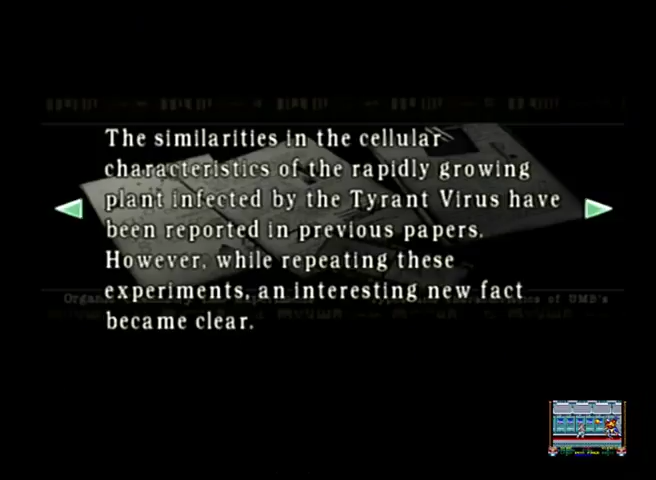 The similarities in the cellular
characteristics of the rapidly growing
plant infected by the Tyrant Virus have
been reported in previous papers.
However, while repeating these
experiments, an interesting new fact
became clear.